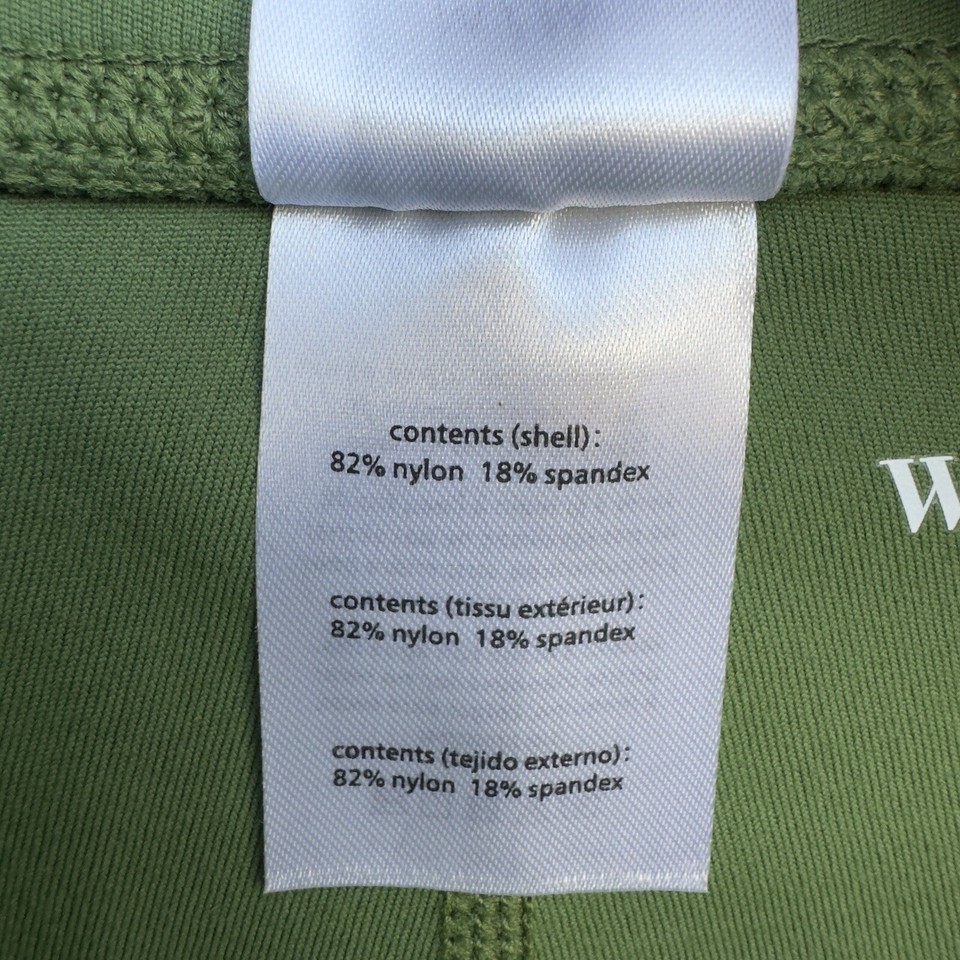 contents (shell):
82% nylon 18% spandex
contents (tissu extérieur):
82% nylon 18% spandex
contents (tejido externo):
82% nylon 18% spandex
W